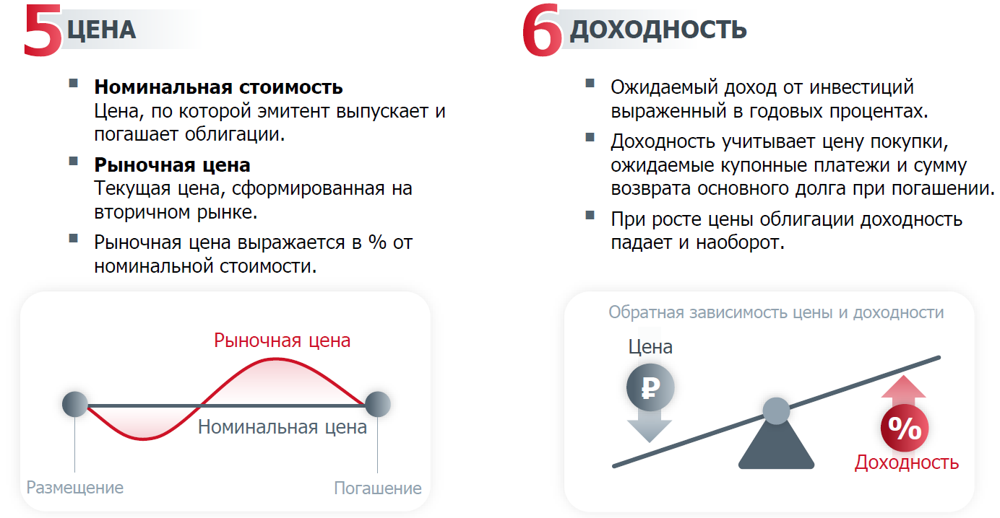 5 ЦЕНА
Номинальная стоимость
Цена, по которой эмитент выпускает и
погашает облигации.
Рыночная цена
Текущая цена, сформированная на
вторичном рынке.
Рыночная цена выражается в % от
номинальной стоимости.
Рыночная цена
Номинальная цена
Размещение
Погашение
6 ДОХОДНОСТЬ
Ожидаемый доход от инвестиций
выраженный в годовых процентах.
Доходность учитывает цену покупки,
ожидаемые купонные платежи и сумму
возврата основного долга при погашении.
При росте цены облигации доходность
падает и наоборот.
Обратная зависимость цены и доходности
Цена
₽
%
Доходность